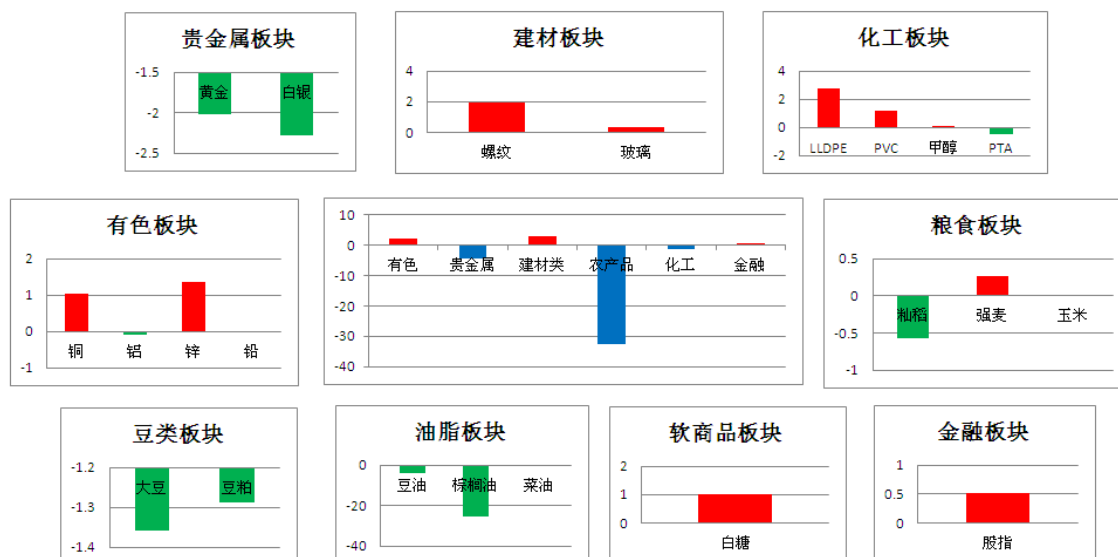 贵金属板块
-1.5
-2
-2.5
黄金 白银
建材板块
4
2
0
螺纹 玻璃
化工板块
4
2
0
-2
LLDPE PVC 甲醇 PTA
有色板块
2
1
0
-1
铜 铝 锌 铅
10
0
-10
-20
-30
-40
有色 贵金属 建材类 农产品 化工 金融
粮食板块
0.5
0
-0.5
-1
籼稻 强麦 玉米
豆类板块
-1.2
-1.3
-1.4
大豆 豆粕
油脂板块
0
-20
-40
豆油 棕榈油 菜油
软商品板块
2
1
0
白糖
金融板块
1
0.5
0
股指